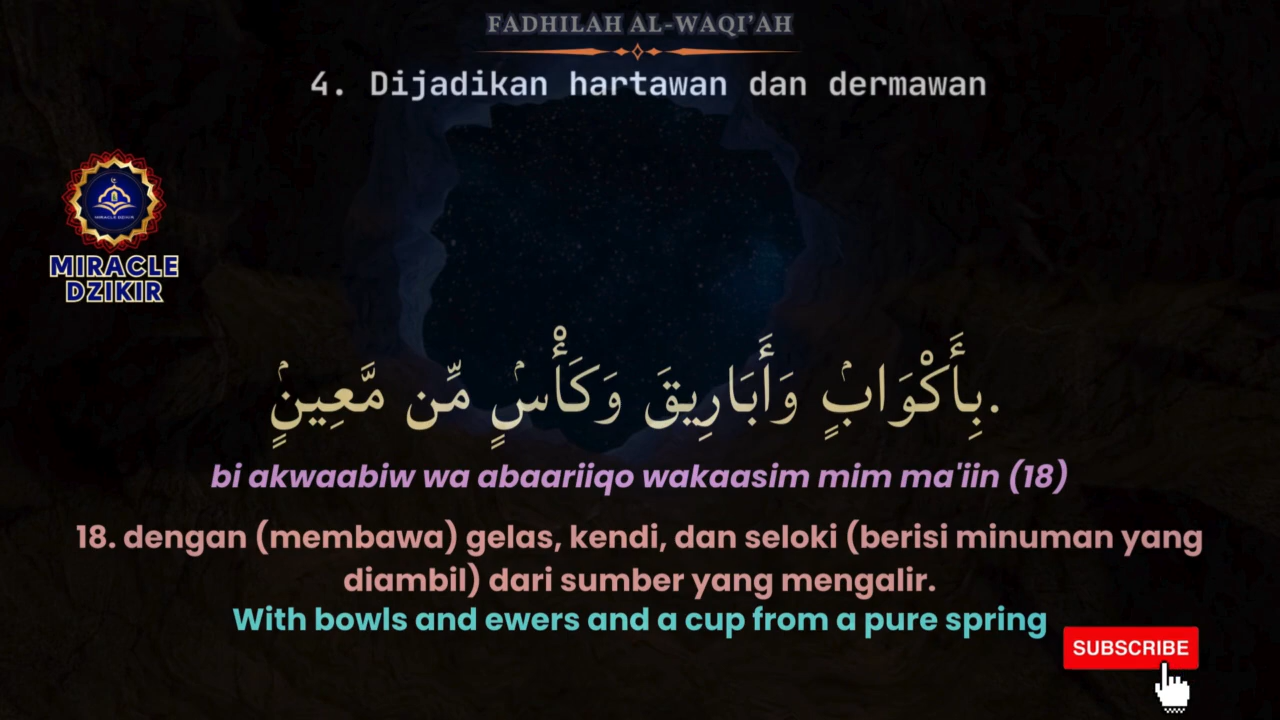 FADHILAH AL-WAQI'AH
4. Dijadikan hartawan dan dermawan
MIRACLE
DZIKIR
بِأَكْوَابٍۢ وَأَبَارِيقَ وَكَأْسٍۢ مِّن مَّعِينٍۢ.
bi akwaabiw wa abaariiqo wakaasim mim ma'iin (18)
18. dengan (membawa) gelas, kendi, dan seloki (berisi minuman yang
diambil) dari sumber yang mengalir.
With bowls and ewers and a cup from a pure spring
SUBSCRIBE